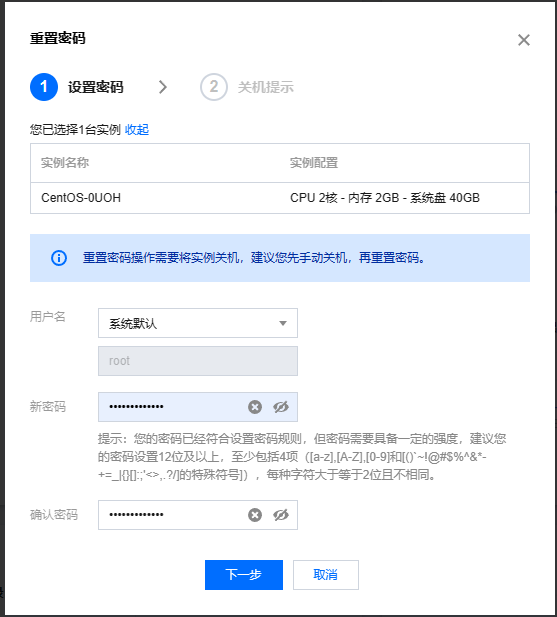 重置密码
1 设置密码 2 关机提示
您已选择1台实例 收起
实例名称 实例配置
CentOS-0UOH CPU 2核 - 内存 2GB - 系统盘 40GB
重置密码操作需要将实例关机，建议您先手动关机，再重置密码。
用户名 系统默认
root
新密码 •••••••••••••
提示：您的密码已经符合设置密码规则，但密码需要具备一定的强度，建议您
的密码设置12位及以上，至少包括4项（[a-z],[A-Z],[0-9]和[()`~!@#$%^&*-
+=_|{}[]:;'<>,.?/]的特殊符号]），每种字符大于等于2位且不相同。
确认密码 •••••••••••••
下一步 取消